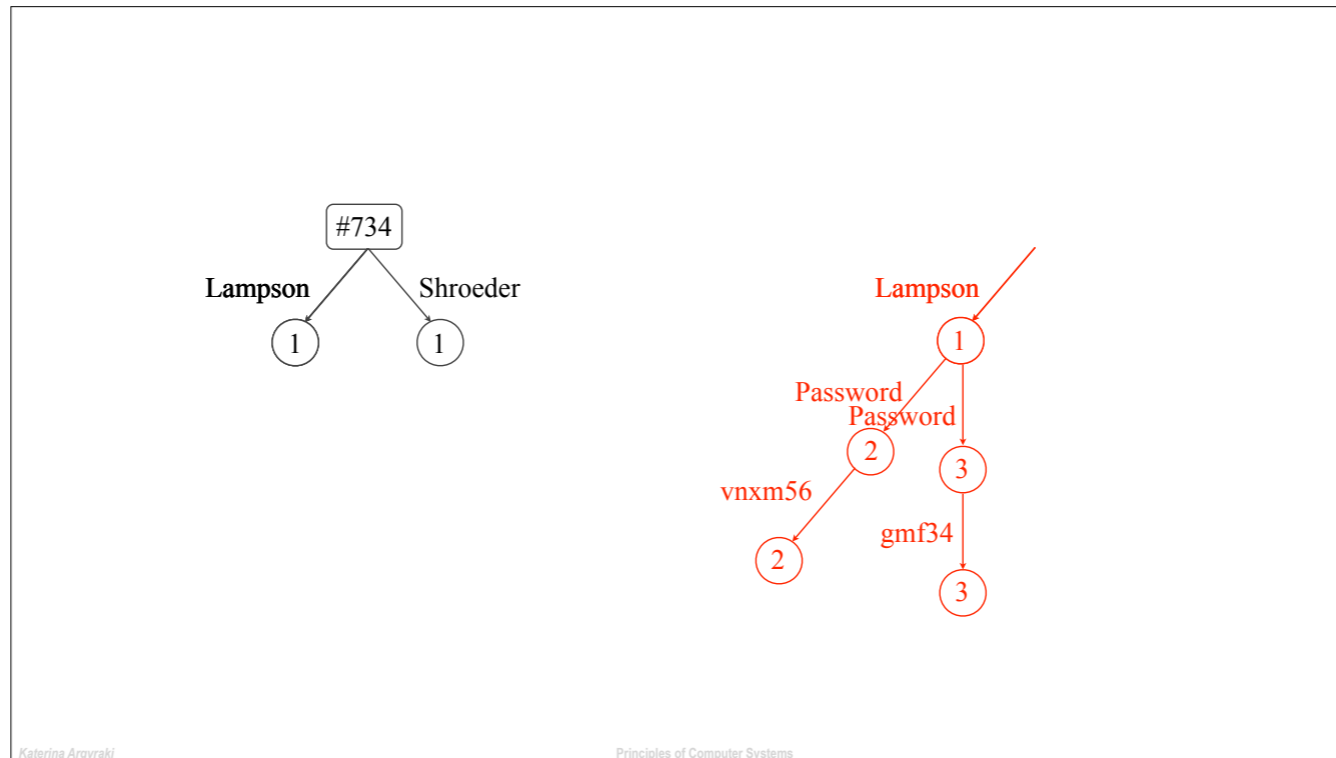 #734
Lampson
Shroeder
1
1
Lampson
1
Password
Password
2
3
vnxm56
gmf34
2
3
Katerina Argyraki
Principles of Computer Systems